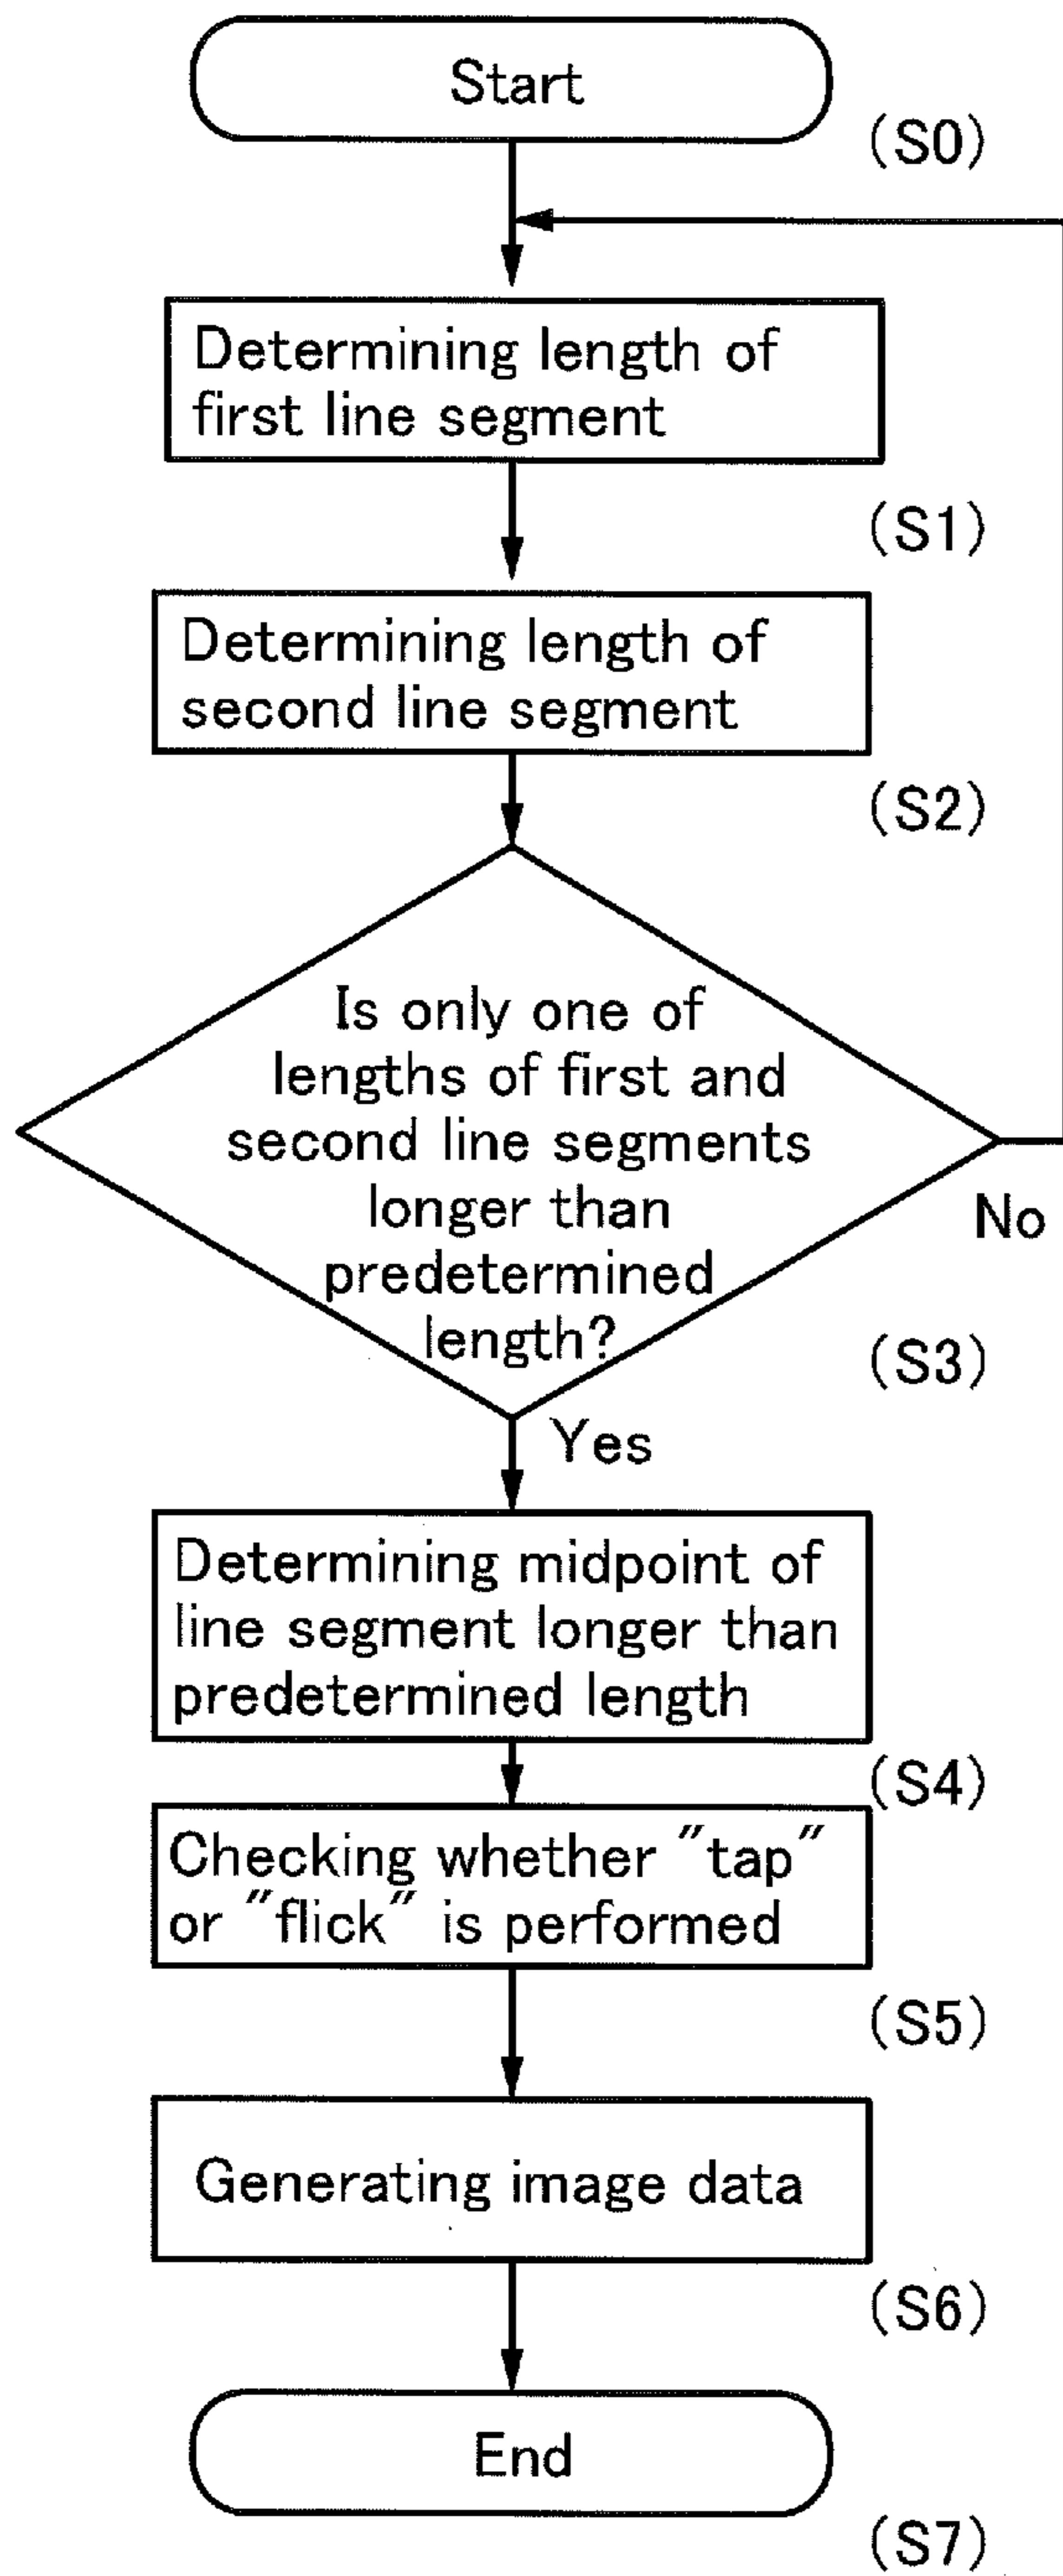 Start
(S0)
Determining length of
first line segment
(S1)
Determining length of
second line segment
(S2)
Is only one of
lengths of first and
second line segments
longer than
predetermined
length?
No
(S3)
Yes
Determining midpoint of
line segment longer than
predetermined length
(S4)
Checking whether "tap"
or "flick" is performed
(S5)
Generating image data
(S6)
End
(S7)